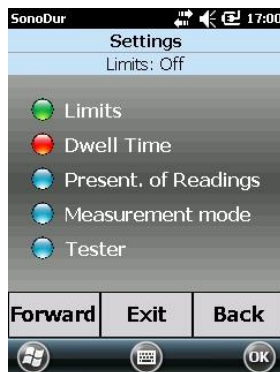 SonoDur 17:00
Settings
Limits: Off
Limits
Dwell Time
Present. of Readings
Measurement mode
Tester
Forward Exit Back
OK